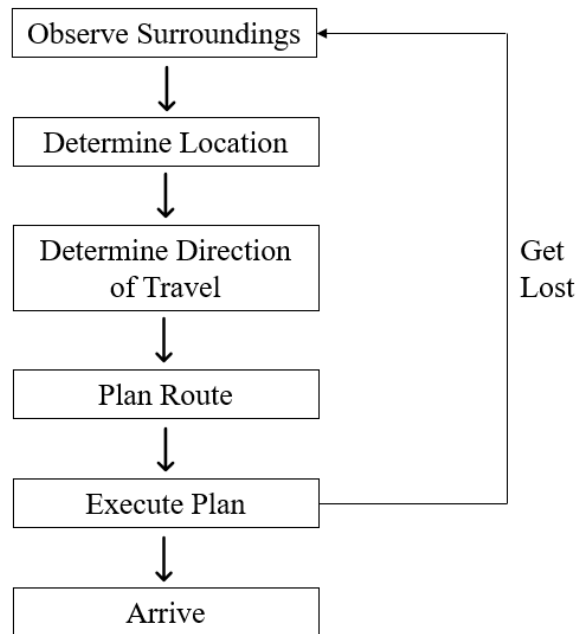 Observe Surroundings
Determine Location
Determine Direction
of Travel
Plan Route
Execute Plan
Arrive
Get
Lost